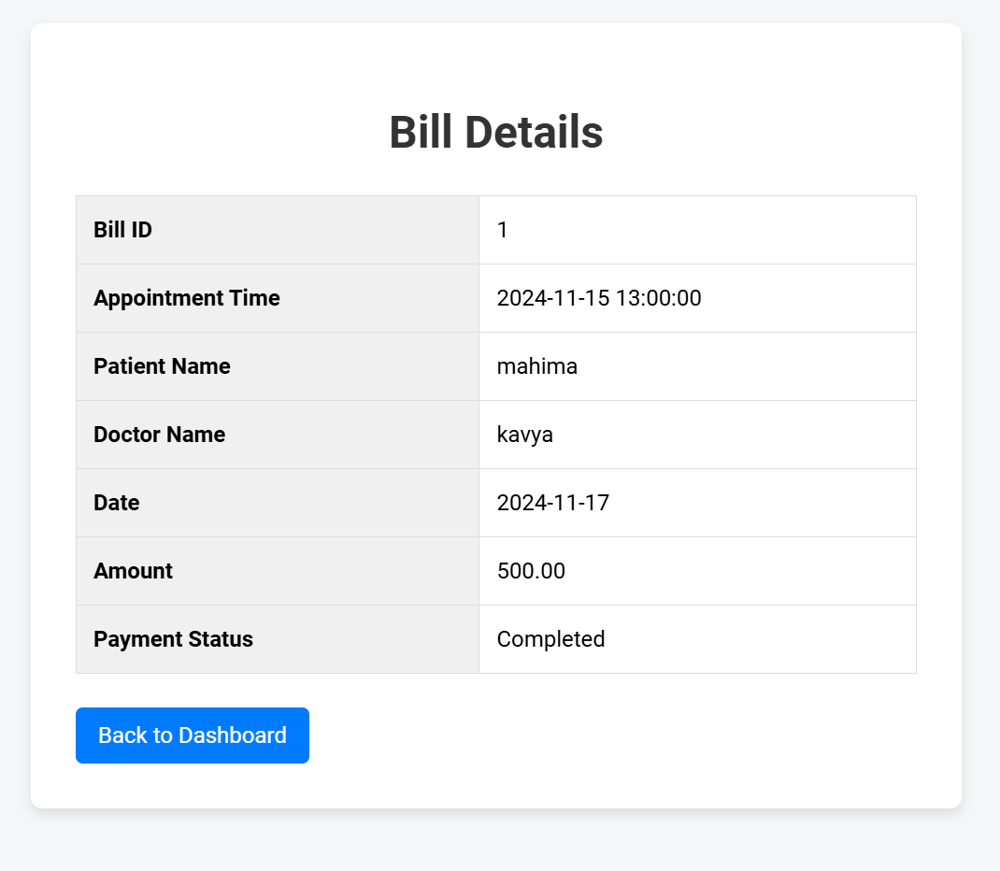 Bill Details
Bill ID 1
Appointment Time 2024-11-15 13:00:00
Patient Name mahima
Doctor Name kavya
Date 2024-11-17
Amount 500.00
Payment Status Completed
Back to Dashboard